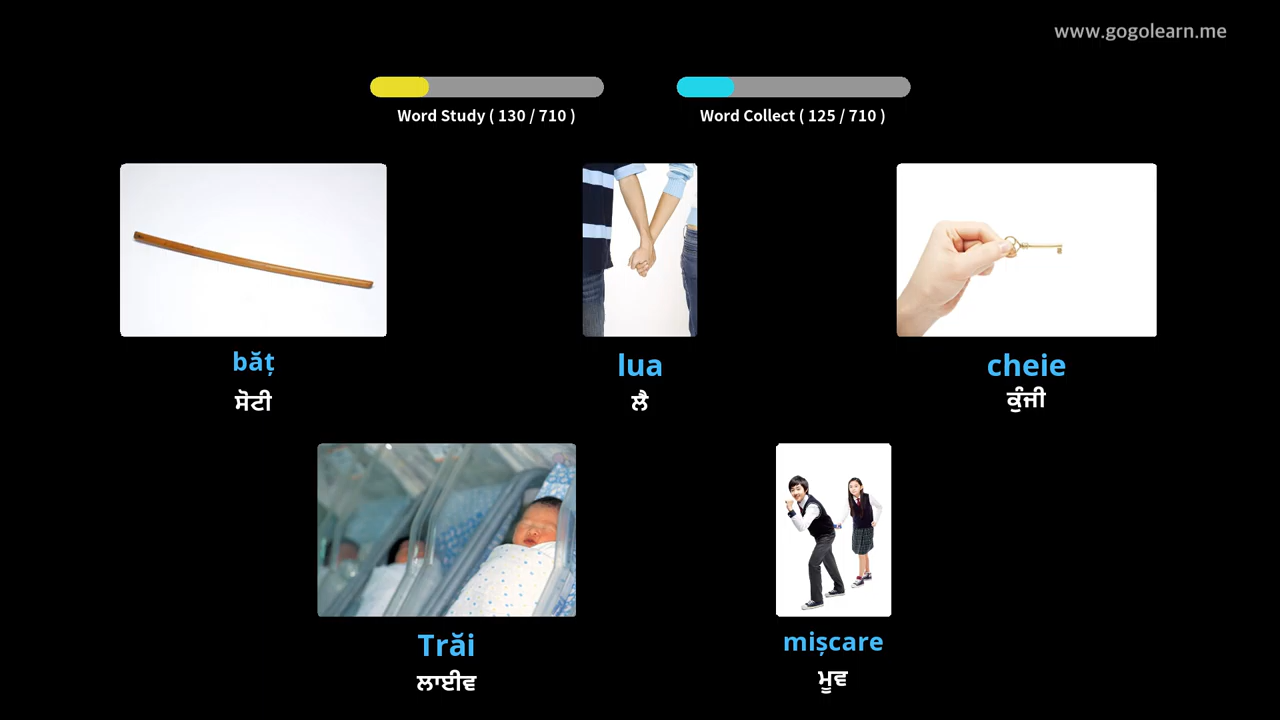 www.gogolearn.me
Word Study ( 130 / 710 )
Word Collect ( 125 / 710 )
băț
ਸੋਟੀ
lua
ਲੈ
cheie
ਕੁੰਜੀ
Trăi
ਲਾਈਵ
mișcare
ਮੂਵ